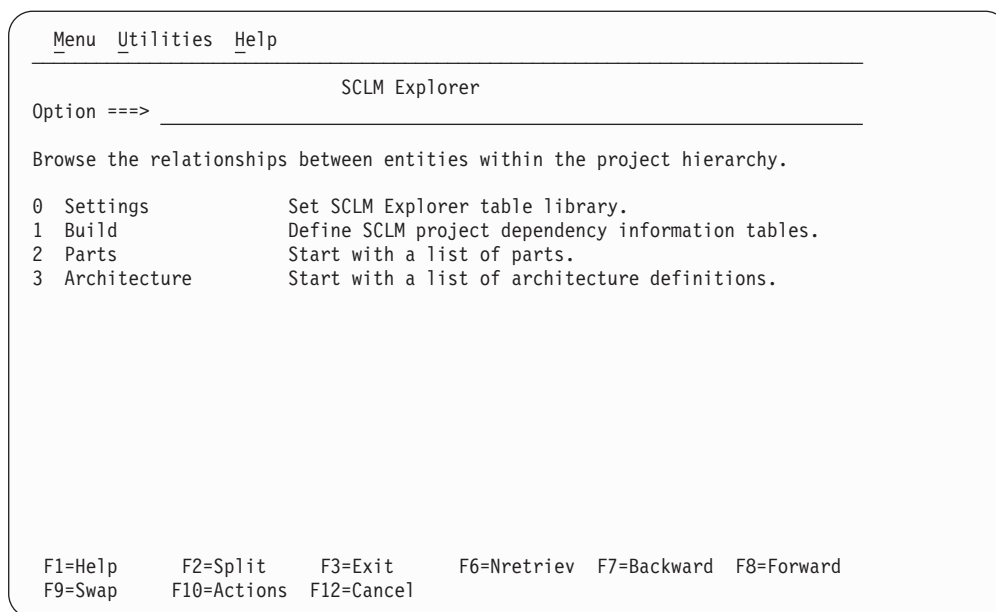 Menu Utilities Help
SCLM Explorer
Option ===>
Browse the relationships between entities within the project hierarchy.
0 Settings Set SCLM Explorer table library.
1 Build Define SCLM project dependency information tables.
2 Parts Start with a list of parts.
3 Architecture Start with a list of architecture definitions.
F1=Help F2=Split F3=Exit F6=Nretriev F7=Backward F8=Forward
F9=Swap F10=Actions F12=Cancel